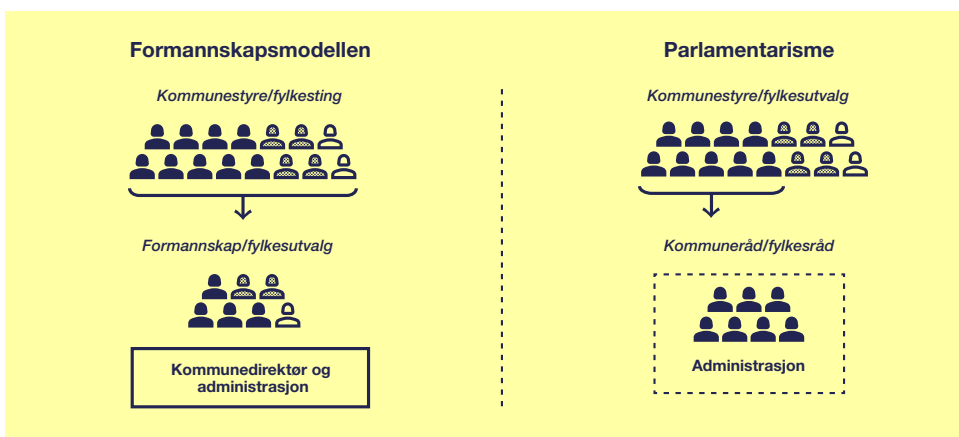 Formannskapsmodellen
Kommunestyre/fylkesting
Formannskap/fylkesutvalg
Kommunedirektør og
administrasjon
Parlamentarisme
Kommunestyre/fylkesutvalg
Kommuneråd/fylkesråd
Administrasjon